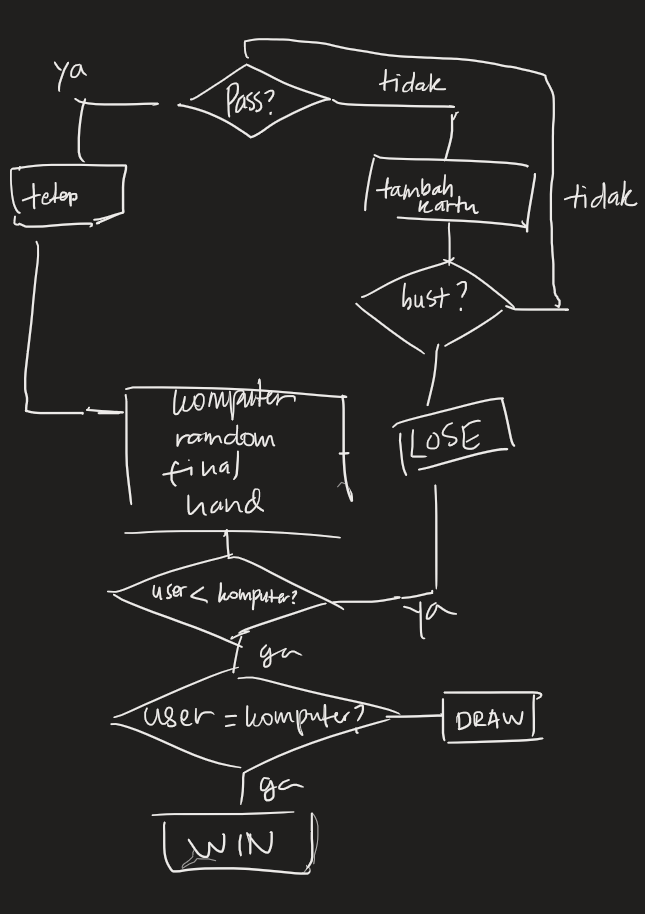 ya
Pass?
tidak
tetap
tambah
kartu
tidak
bust?
LOSE
komputer
ramdom
final
hand
user < komputer?
ya
ga
user = komputer?
DRAW
ga
WIN